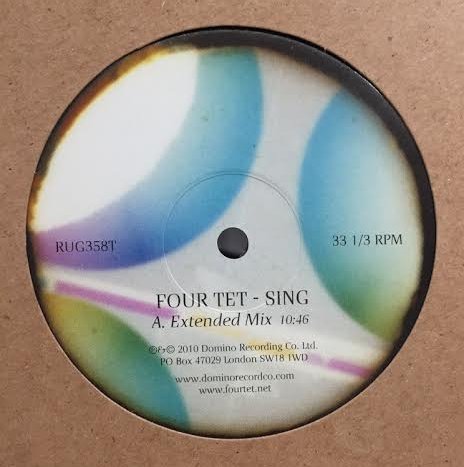 RUG358T
33 1/3 RPM
FOUR TET - SING
A. Extended Mix 10:46
℗&© 2010 Domino Recording Co. Ltd.
PO Box 47029 London SW18 1WD
www.dominorecordco.com
www.fourtet.net